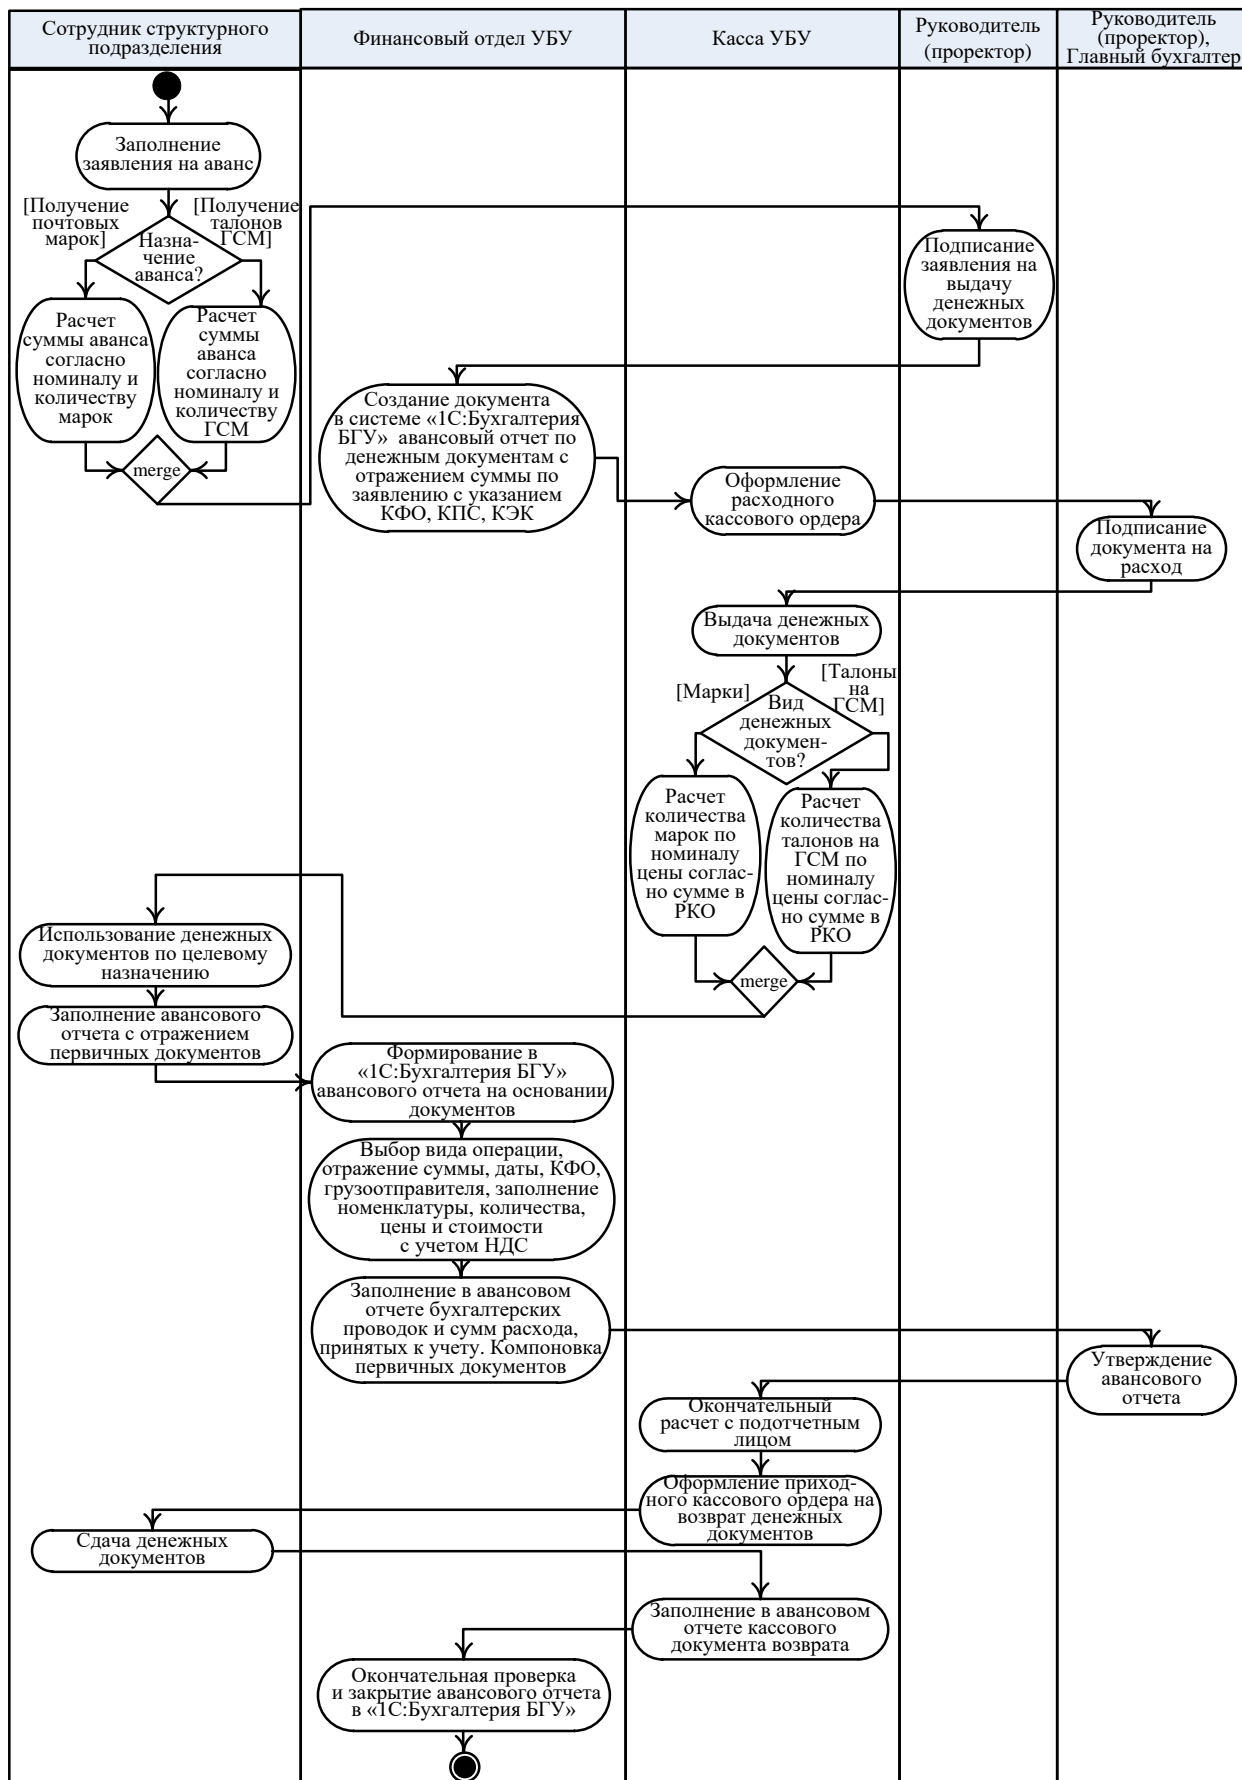 Сотрудник структурного
подразделения
Финансовый отдел УБУ
Касса УБУ
Руководитель
(проректор)
Руководитель
(проректор),
Главный бухгалтер
Заполнение
заявления на аванс
[Получение
почтовых
марок]
[Получение
талонов
ГСМ]
Назна-
чение
аванса?
Подписание
заявления на
выдачу
денежных
документов
Расчет
суммы аванса
согласно
номиналу и
количеству
марок
Расчет
суммы
аванса
согласно
номиналу и
количеству
ГСМ
merge
Создание документа
в системе «1С:Бухгалтерия
БГУ» авансовый отчет по
денежным документам с
отражением суммы по
заявлению с указанием
КФО, КПС, КЭК
Оформление
расходного
кассового ордера
Подписание
документа на
расход
Выдача денежных
документов
[Марки]
[Талоны
на
ГСМ]
Вид
денежных
докумен-
тов?
Расчет
количества
марок по
номиналу
цены соглас-
но сумме в
РКО
Расчет
количества
талонов на
ГСМ по
номиналу
цены соглас-
но сумме в
РКО
merge
Использование денежных
документов по целевому
назначению
Заполнение авансового
отчета с отражением
первичных документов
Формирование в
«1С:Бухгалтерия БГУ»
авансового отчета на основании
документов
Выбор вида операции,
отражение суммы, даты, КФО,
грузоотправителя, заполнение
номенклатуры, количества,
цены и стоимости
с учетом НДС
Заполнение в авансовом
отчете бухгалтерских
проводок и сумм расхода,
принятых к учету. Компоновка
первичных документов
Утверждение
авансового
отчета
Окончательный
расчет с подотчетным
лицом
Оформление приход-
ного кассового ордера на
возврат денежных
документов
Сдача денежных
документов
Заполнение в авансовом
отчете кассового
документа возврата
Окончательная проверка
и закрытие авансового отчета
в «1С:Бухгалтерия БГУ»